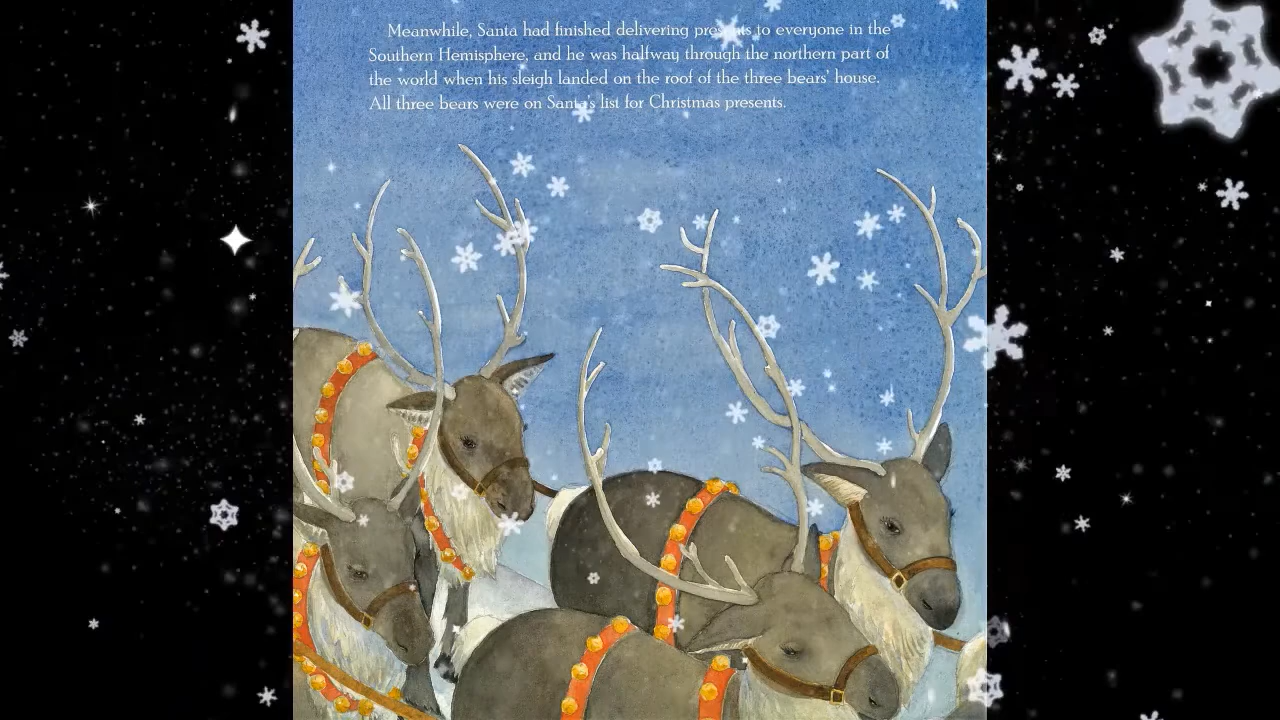 Meanwhile, Santa had finished delivering presents to everyone in the
Southern Hemisphere, and he was halfway through the northern part of
the world when his sleigh landed on the roof of the three bears' house.
All three bears were on Santa's list for Christmas presents.